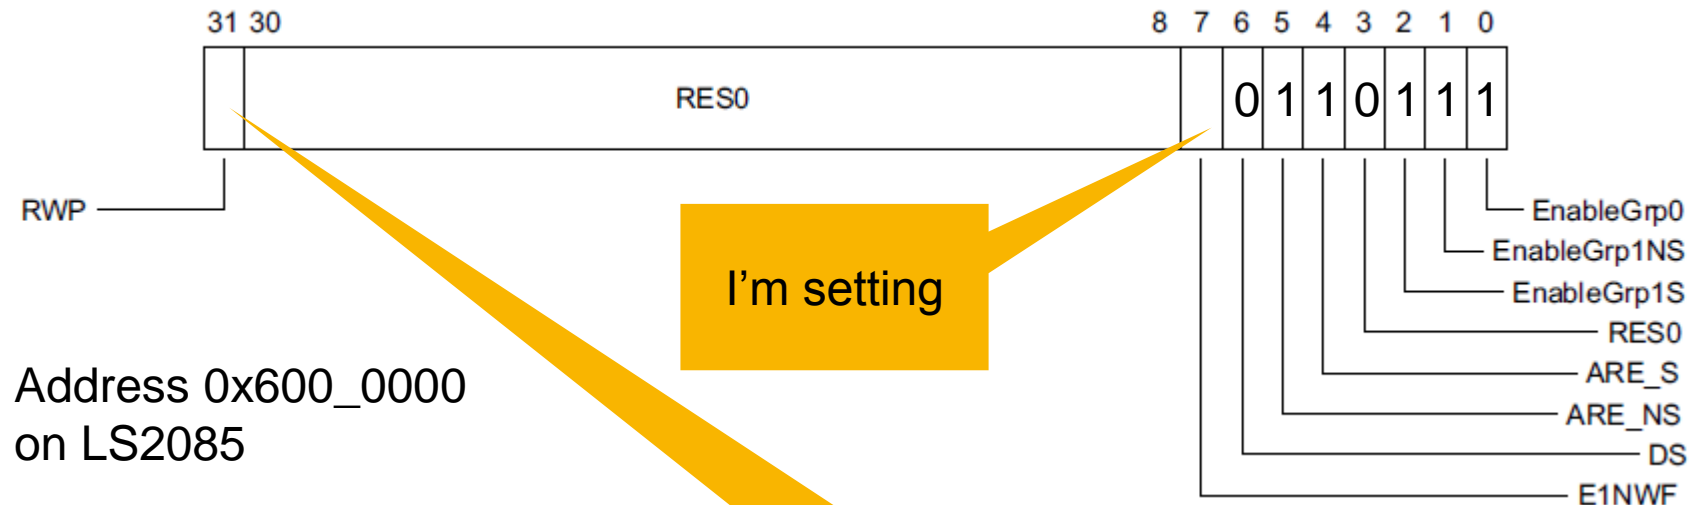 31 30 8 7 6 5 4 3 2 1 0
RES0 0 1 1 0 1 1 1
RWP
I'm setting
EnableGrp0
EnableGrp1NS
EnableGrp1S
RES0
ARE_S
ARE_NS
DS
E1NWF
Address 0x600_0000
on LS2085